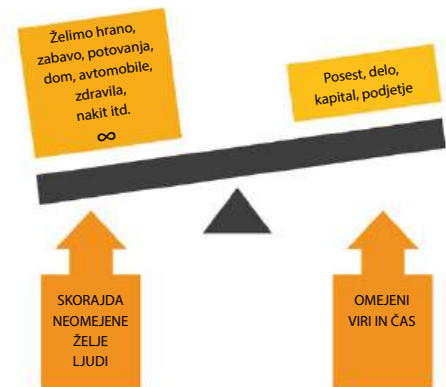 Želimo hrano,
zabavo, potovanja,
dom, avtomobile,
zdravila,
nakit itd.
∞
Posest, delo,
kapital, podjetje
SKORAJDA
NEOMEJENE
ŽELJE
LJUDI
OMEJENI
VIRI IN ČAS